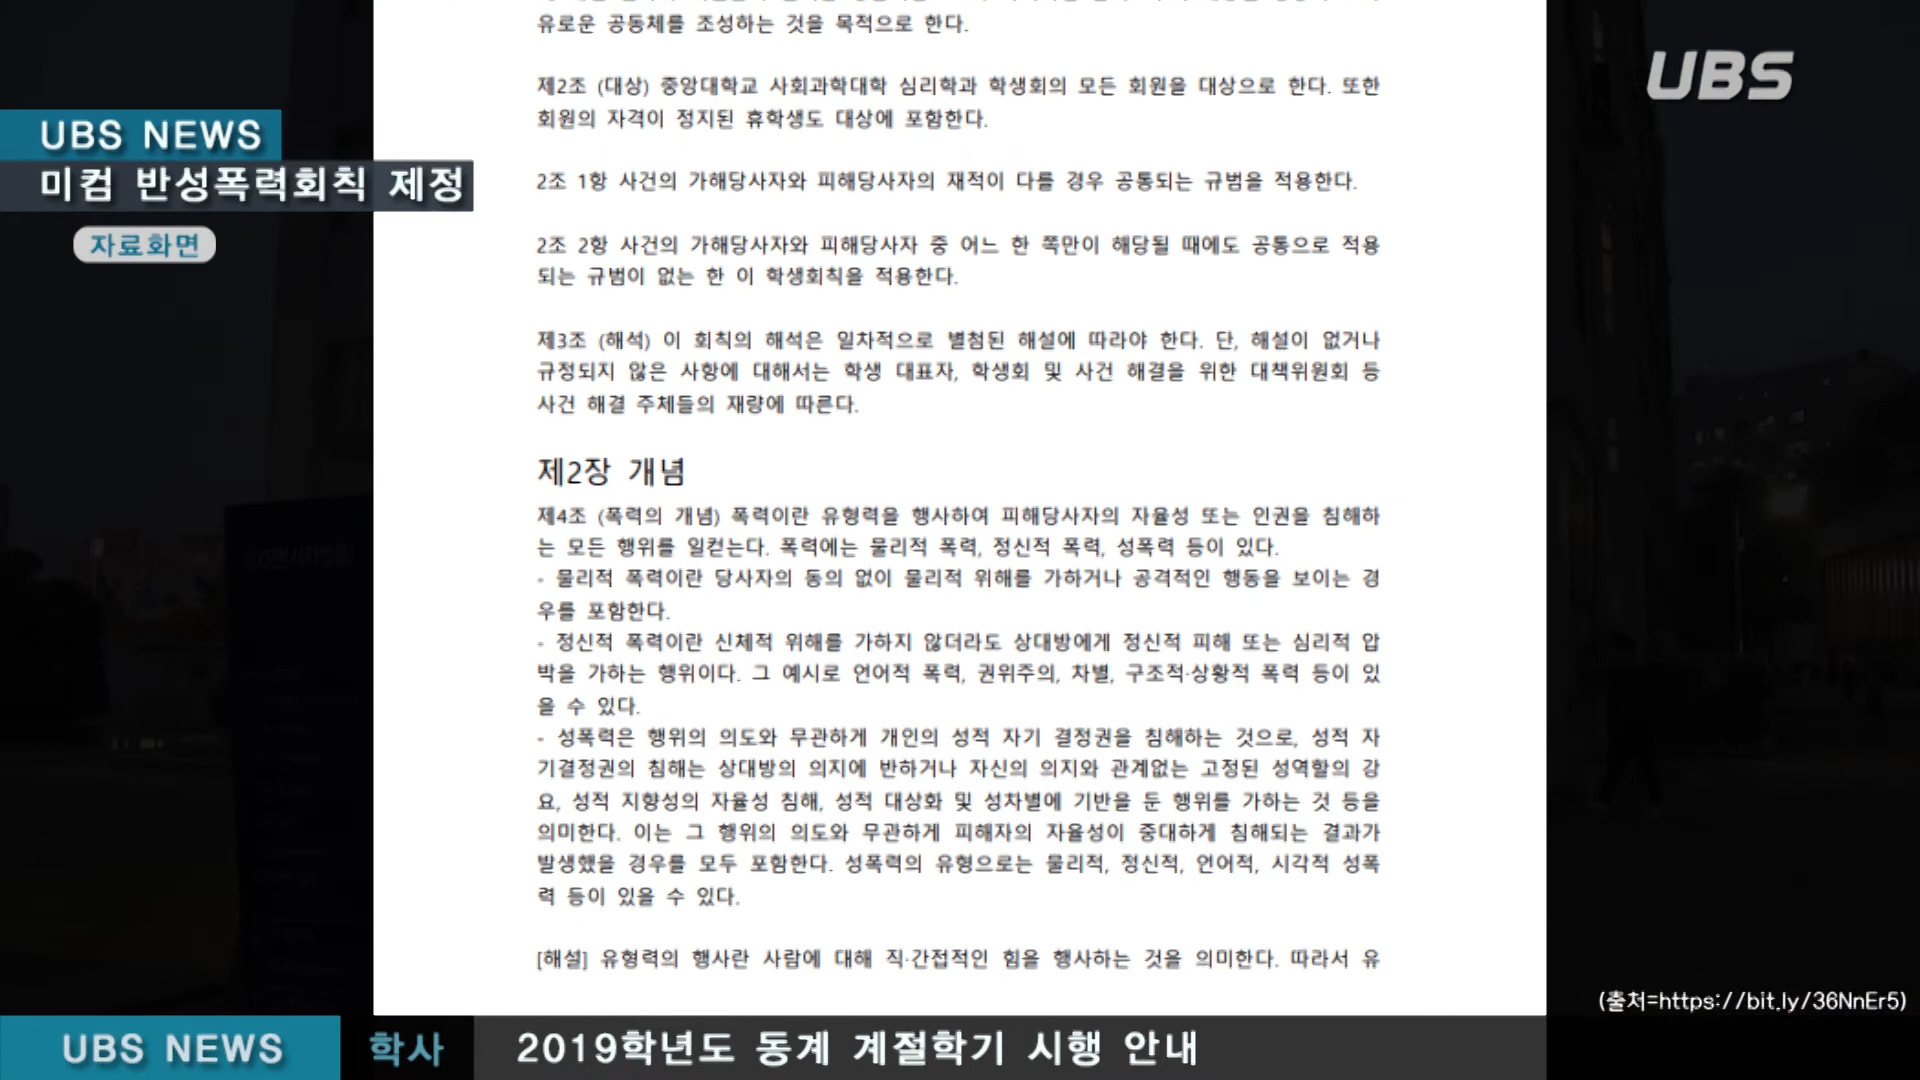 유로운 공동체를 조성하는 것을 목적으로 한다.
제2조 (대상) 중앙대학교 사회과학대학 심리학과 학생회의 모든 회원을 대상으로 한다. 또한
회원의 자격이 정지된 휴학생도 대상에 포함한다.
UBS
UBS NEWS
미컴 반성폭력회칙 제정
자료화면
2조 1항 사건의 가해당사자와 피해당사자의 재적이 다를 경우 공통되는 규범을 적용한다.
2조 2항 사건의 가해당사자와 피해당사자 중 어느 한 쪽만이 해당될 때에도 공통으로 적용
되는 규범이 없는 한 이 학생회칙을 적용한다.
제3조 (해석) 이 회칙의 해석은 일차적으로 별첨된 해설에 따라야 한다. 단, 해설이 없거나
규정되지 않은 사항에 대해서는 학생 대표자, 학생회 및 사건 해결을 위한 대책위원회 등
사건 해결 주체들의 재량에 따른다.
제2장 개념
제4조 (폭력의 개념) 폭력이란 유형력을 행사하여 피해당사자의 자율성 또는 인권을 침해하
는 모든 행위를 일컫는다. 폭력에는 물리적 폭력, 정신적 폭력, 성폭력 등이 있다.
- 물리적 폭력이란 당사자의 동의 없이 물리적 위해를 가하거나 공격적인 행동을 보이는 경
우를 포함한다.
- 정신적 폭력이란 신체적 위해를 가하지 않더라도 상대방에게 정신적 피해 또는 심리적 압
박을 가하는 행위이다. 그 예시로 언어적 폭력, 권위주의, 차별, 구조적·상황적 폭력 등이 있
을 수 있다.
- 성폭력은 행위의 의도와 무관하게 개인의 성적 자기 결정권을 침해하는 것으로, 성적 자
기결정권의 침해는 상대방의 의지에 반하거나 자신의 의지와 관계없는 고정된 성역할의 강
요, 성적 지향성의 자율성 침해, 성적 대상화 및 성차별에 기반을 둔 행위를 가하는 것 등을
의미한다. 이는 그 행위의 의도와 무관하게 피해자의 자율성이 중대하게 침해되는 결과가
발생했을 경우를 모두 포함한다. 성폭력의 유형으로는 물리적, 정신적, 언어적, 시각적 성폭
력 등이 있을 수 있다.
[해설] 유형력의 행사란 사람에 대해 직·간접적인 힘을 행사하는 것을 의미한다. 따라서 유
(출처=https://bit.ly/36NnEr5)
UBS NEWS 학사 2019학년도 동계 계절학기 시행 안내